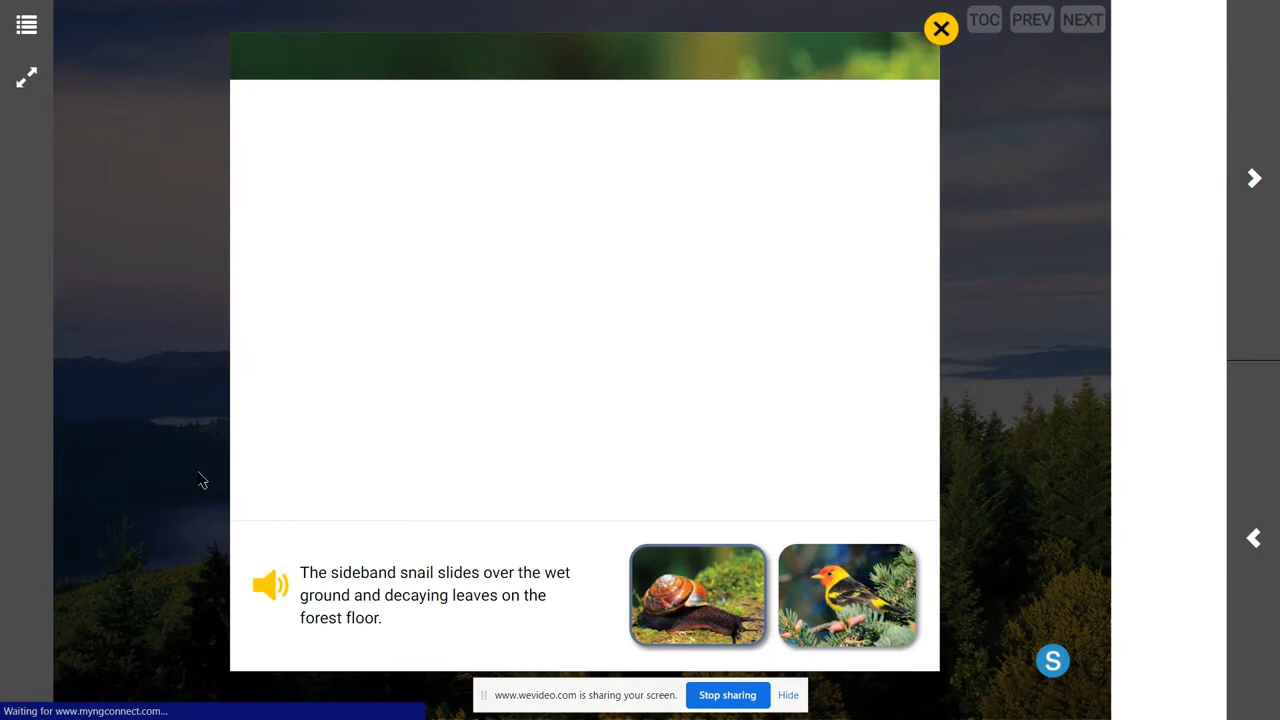 TOC PREV NEXT
The sideband snail slides over the wet
ground and decaying leaves on the
forest floor.
S
www.wevideo.com is sharing your screen. Stop sharing Hide
Waiting for www.myngconnect.com...